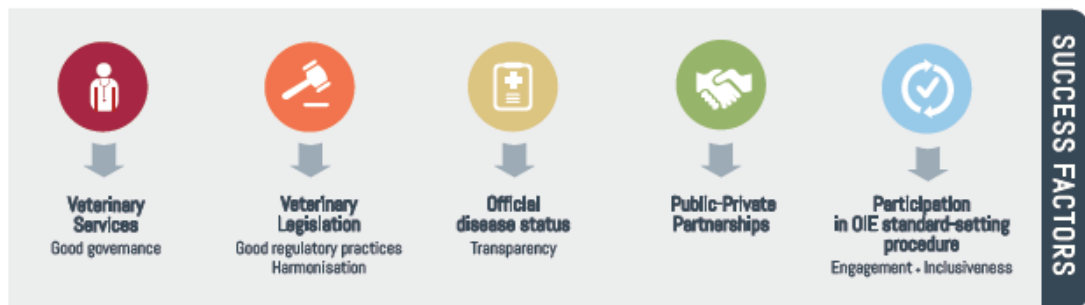 Veterinary
Services
Good governance
Veterinary
Legislation
Good regulatory practices
Harmonisation
Official
disease status
Transparency
Public-Private
Partnerships
Participation
in OIE standard-setting
procedure
Engagement + Inclusiveness
SUCCESS FACTORS